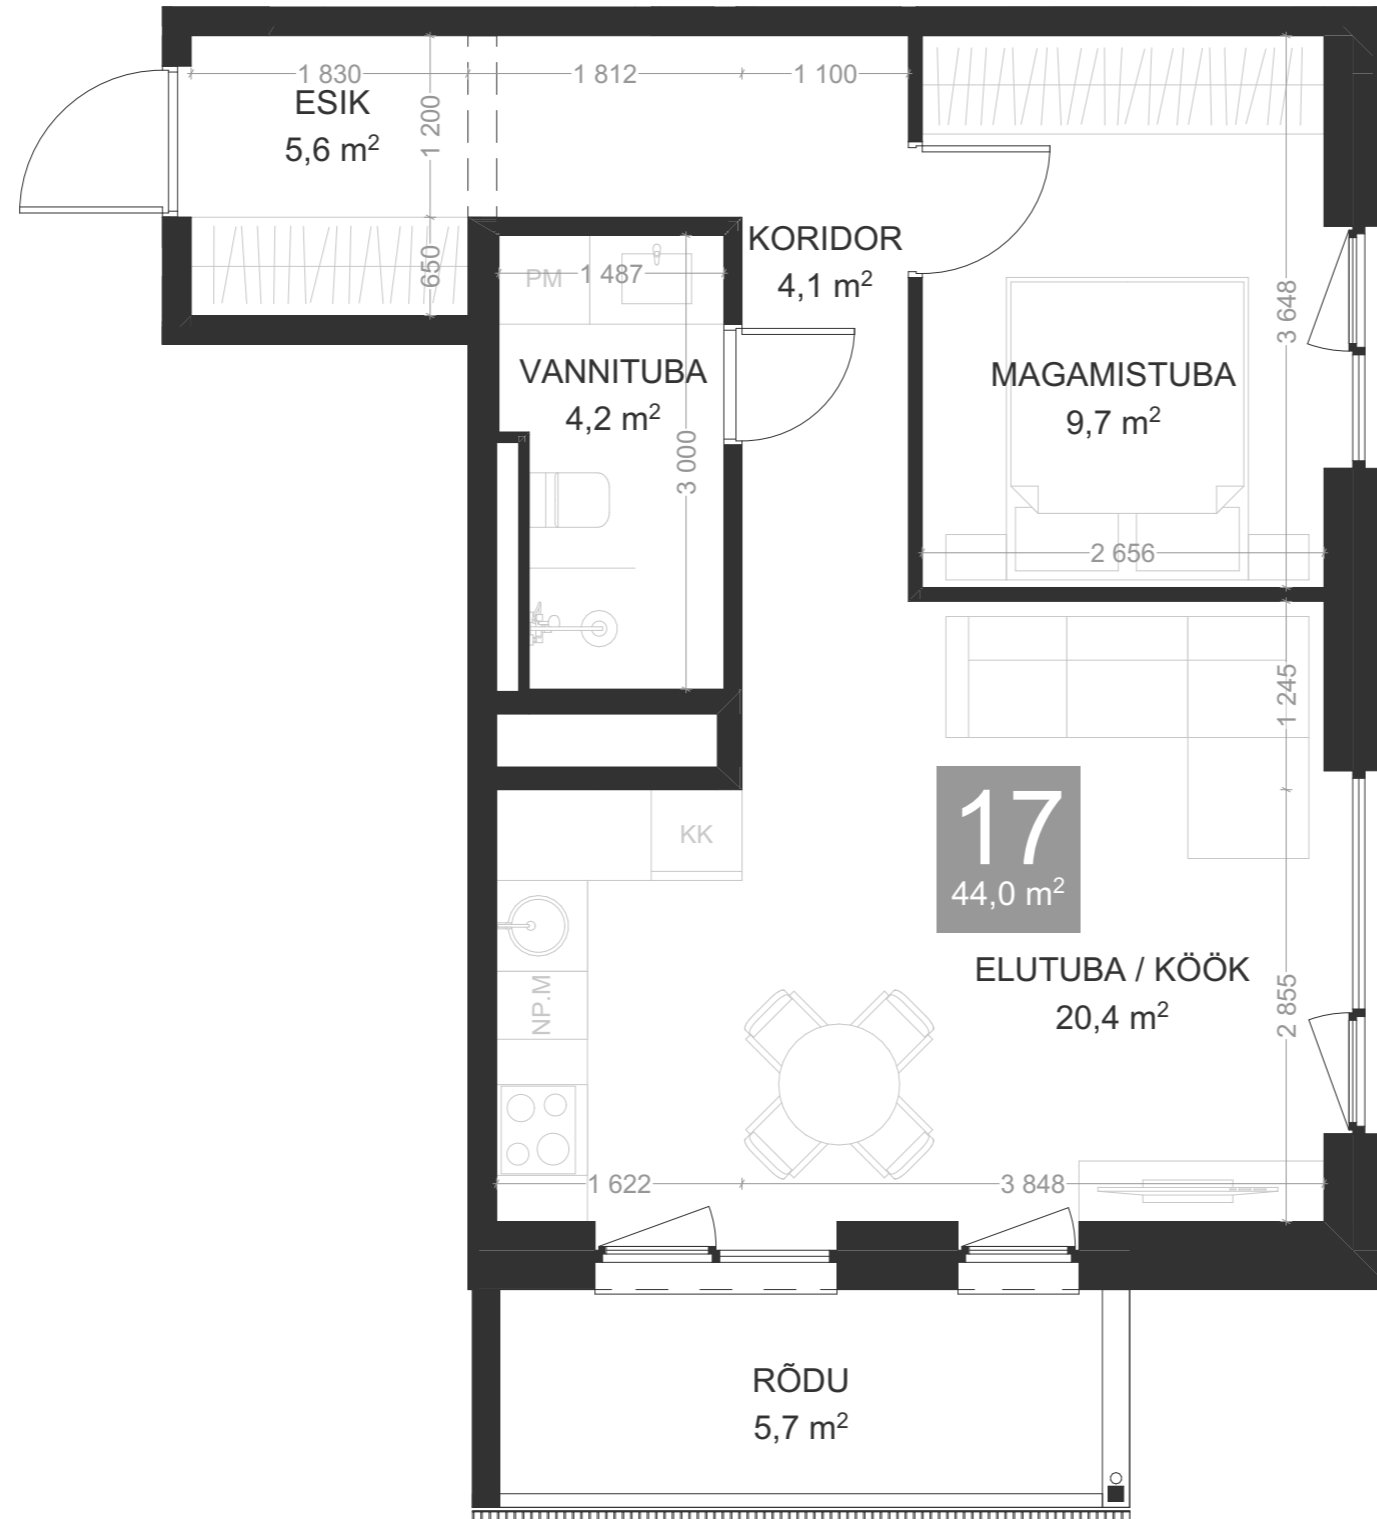 1 830
1 812
1 100
ESIK
5,6 m²
1 200
650
KORIDOR
4,1 m²
PM
1 487
3 648
VANNITUBA
4,2 m²
MAGAMISTUBA
9,7 m²
3 000
2 656
1 245
17
44,0 m²
KK
ELUTUBA / KÖÖK
20,4 m²
NP.M
2 855
1 622
3 848
RÕDU
5,7 m²